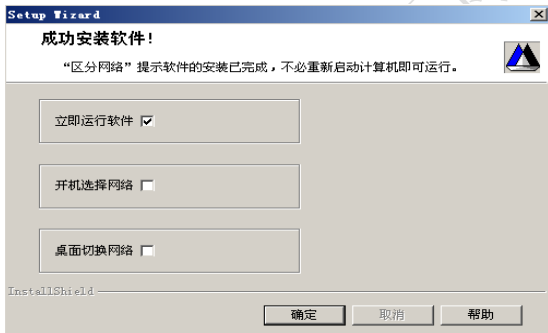 Setup Wizard
成功安装软件!
“区分网络”提示软件的安装已完成,不必重新启动计算机即可运行。
立即运行软件
开机选择网络
桌面切换网络
InstallShield
确定
取消
帮助